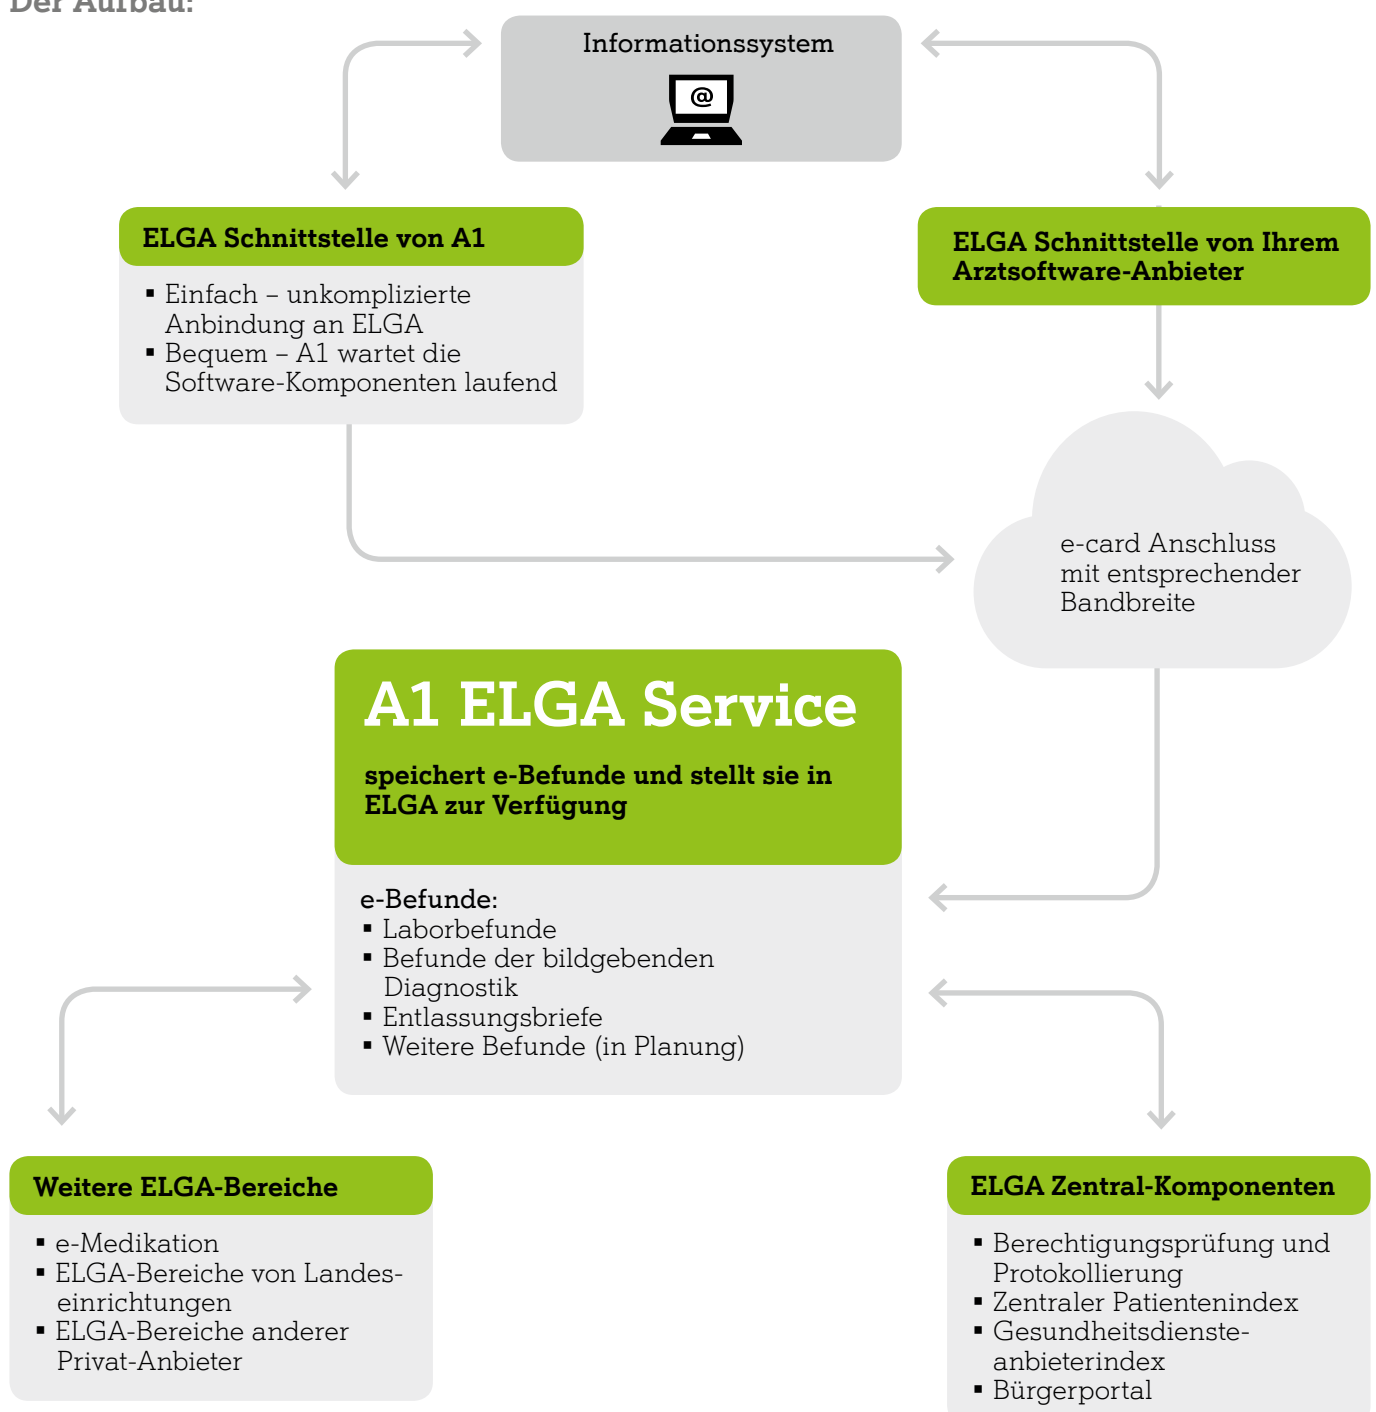 Der Aufbau:
Informationssystem
@
ELGA Schnittstelle von A1
▪ Einfach – unkomplizierte
Anbindung an ELGA
▪ Bequem – A1 wartet die
Software-Komponenten laufend
ELGA Schnittstelle von Ihrem
Arztsoftware-Anbieter
e-card Anschluss
mit entsprechender
Bandbreite
A1 ELGA Service
speichert e-Befunde und stellt sie in
ELGA zur Verfügung
e-Befunde:
▪ Laborbefunde
▪ Befunde der bildgebenden
Diagnostik
▪ Entlassungsbriefe
▪ Weitere Befunde (in Planung)
Weitere ELGA-Bereiche
▪ e-Medikation
▪ ELGA-Bereiche von Landes-
einrichtungen
▪ ELGA-Bereiche anderer
Privat-Anbieter
ELGA Zentral-Komponenten
▪ Berechtigungsprüfung und
Protokollierung
▪ Zentraler Patientenindex
▪ Gesundheitsdienste-
anbieterindex
▪ Bürgerportal